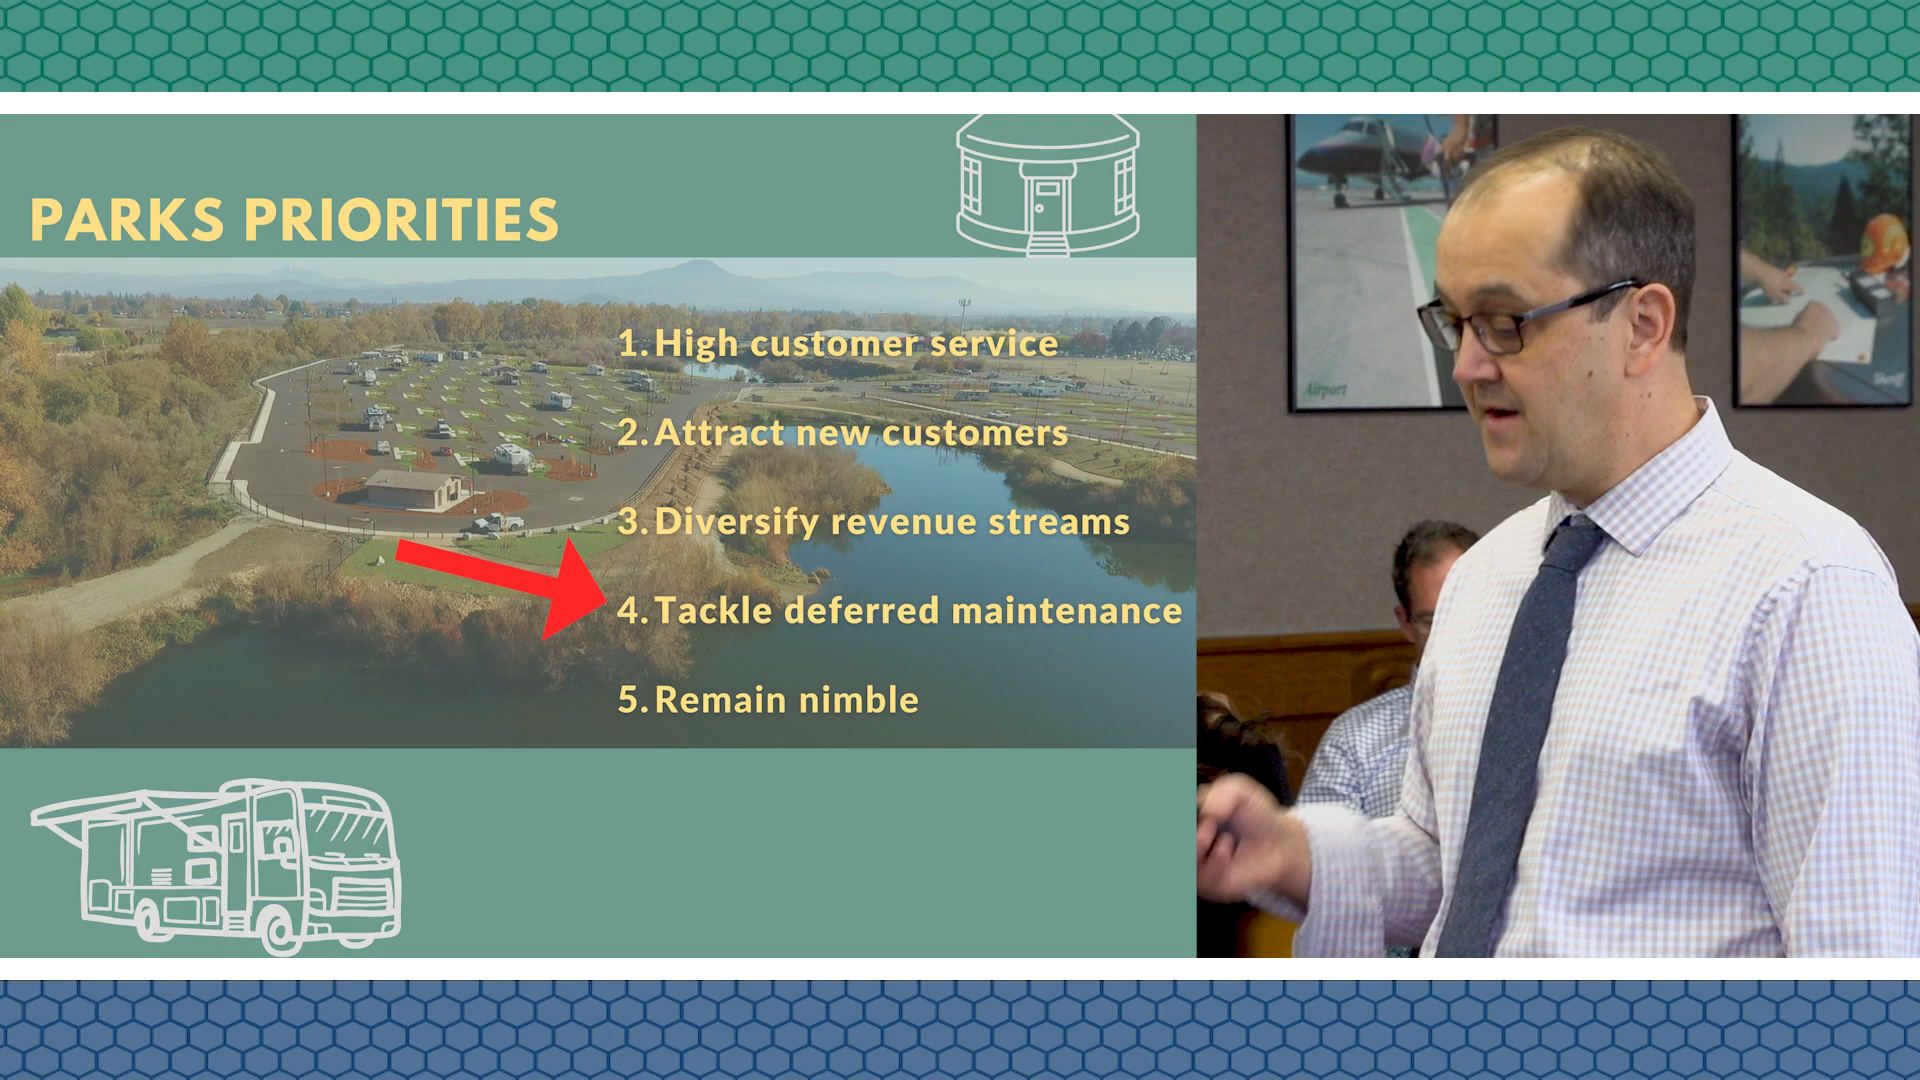 PARKS PRIORITIES
1. High customer service
2. Attract new customers
3. Diversify revenue streams
4. Tackle deferred maintenance
5. Remain nimble
Airport
Sheriff